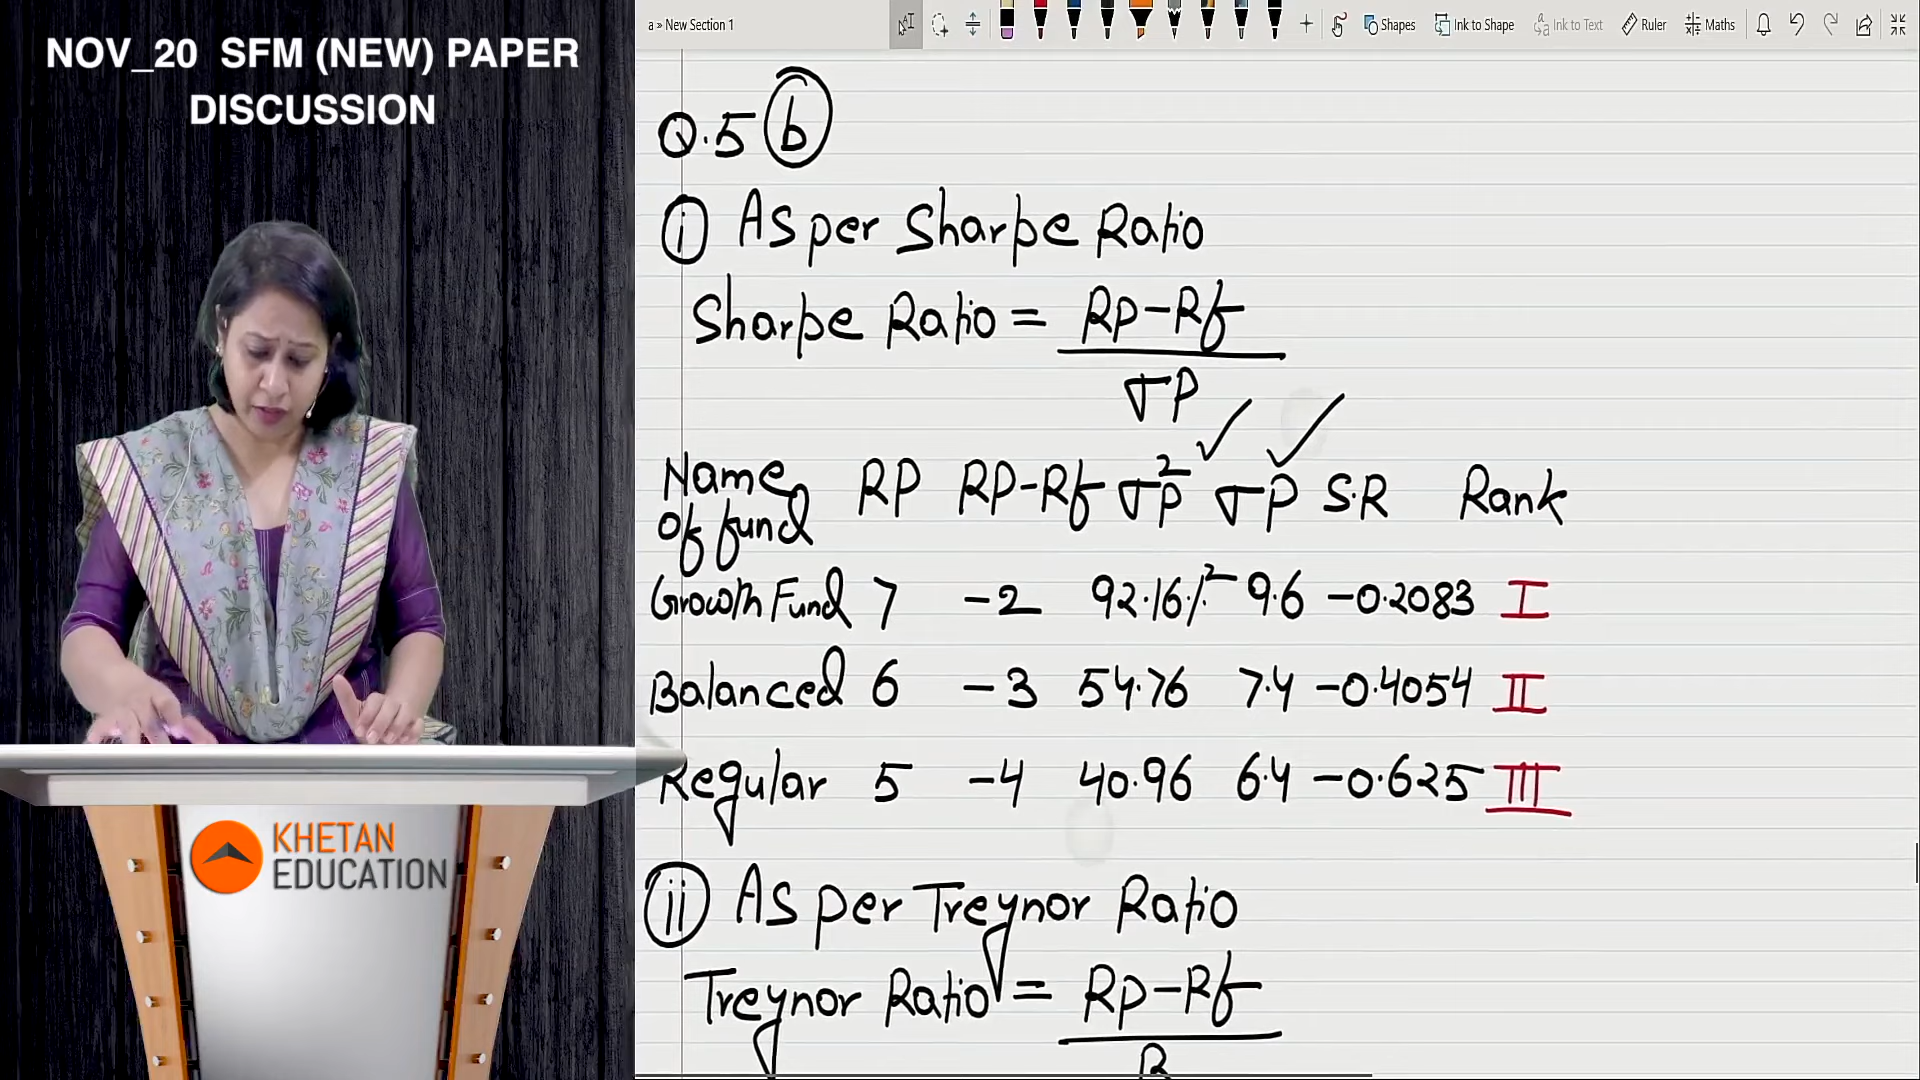 NOV_20 SFM (NEW) PAPER
DISCUSSION
a » New Section 1
Shapes
Ink to Shape
Ink to Text
Ruler
Maths
Q.5 (b)
(i) As per Sharpe Ratio
Sharpe Ratio = Rp-Rf
σP
Name of fund RP RP-Rf σP² σP S.R Rank
Growth Fund 7 -2 92.16%² 9.6 -0.2083 I
Balanced 6 -3 54.76 7.4 -0.4054 II
Regular 5 -4 40.96 6.4 -0.625 III
(ii) As per Treynor Ratio
Treynor Ratio = Rp-Rf
KHETAN
EDUCATION